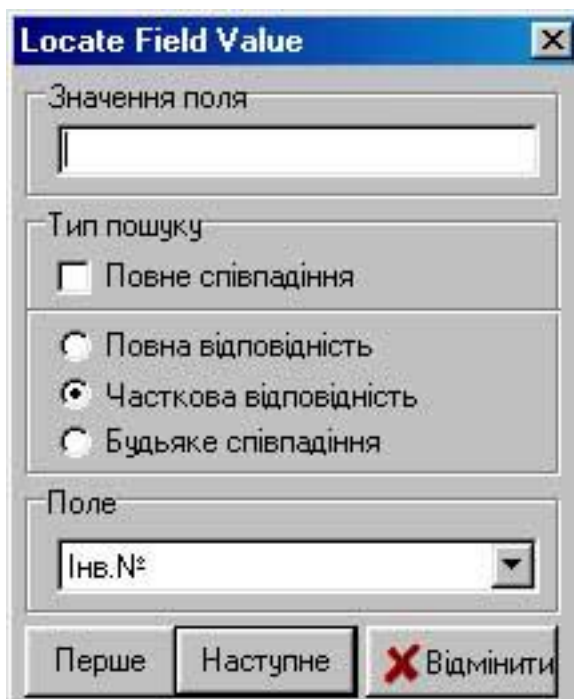 Locate Field Value
Значення поля
Тип пошуку
Повне співпадіння
Повна відповідність
Часткова відповідність
Будьяке співпадіння
Поле
Інв.№
Перше
Наступне
Відмінити